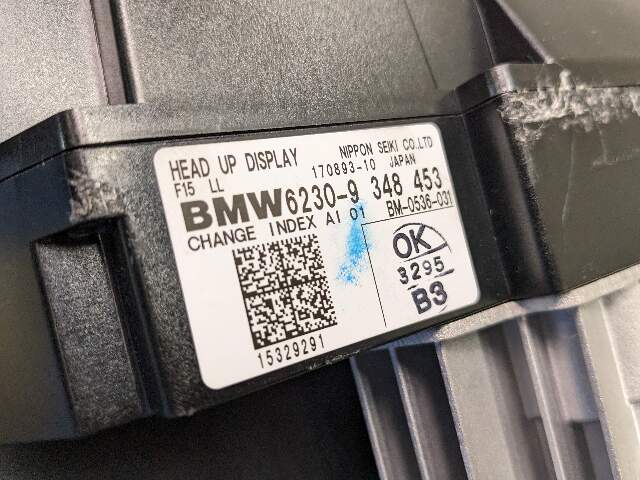 HEAD UP DISPLAY
NIPPON SEIKI CO.,LTD
F15 LL
170893-10 JAPAN
BMW 6230-9 348 453
CHANGE INDEX AI 01
BM-0536-031
OK
3295
B3
15329291